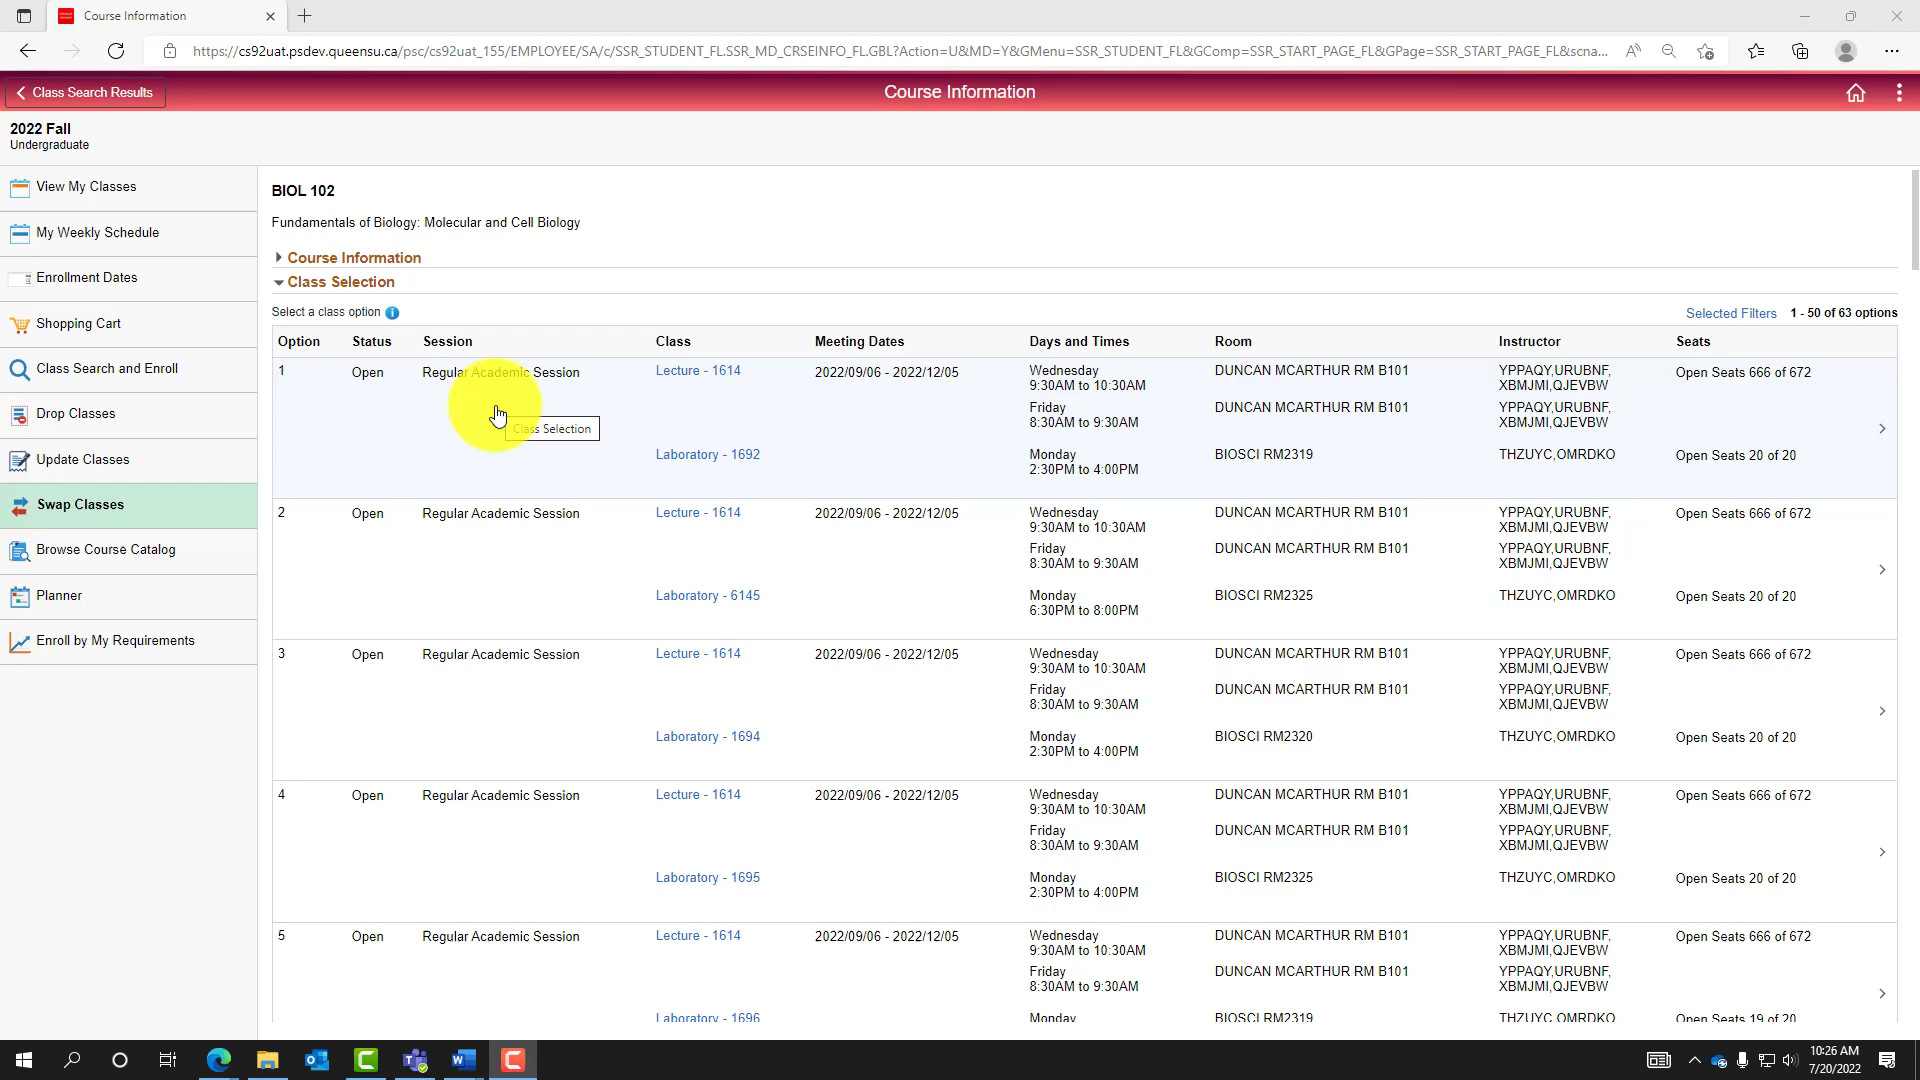 Course Information
https://cs92uat.psdev.queensu.ca/psc/cs92uat_155/EMPLOYEE/SA/c/SSR_STUDENT_FL.SSR_MD_CRSEINFO_FL.GBL?Action=U&MD=Y&GMenu=SSR_STUDENT_FL&GComp=SSR_START_PAGE_FL&GPage=SSR_START_PAGE_FL&scna...
Class Search Results
Course Information
2022 Fall
Undergraduate
View My Classes
My Weekly Schedule
Enrollment Dates
Shopping Cart
Class Search and Enroll
Drop Classes
Update Classes
Swap Classes
Browse Course Catalog
Planner
Enroll by My Requirements
BIOL 102
Fundamentals of Biology: Molecular and Cell Biology
Course Information
Class Selection
Select a class option
Selected Filters 1 - 50 of 63 options
Option Status Session Class Meeting Dates Days and Times Room Instructor Seats
1 Open Regular Academic Session Lecture - 1614 2022/09/06 - 2022/12/05 Wednesday DUNCAN MCARTHUR RM B101 YPPAQY,URUBNF, Open Seats 666 of 672
9:30AM to 10:30AM XBMJMI,QJEVBW
Friday DUNCAN MCARTHUR RM B101 YPPAQY,URUBNF,
8:30AM to 9:30AM XBMJMI,QJEVBW
Class Selection
Laboratory - 1692 Monday BIOSCI RM2319 THZUYC,OMRDKO Open Seats 20 of 20
2:30PM to 4:00PM
2 Open Regular Academic Session Lecture - 1614 2022/09/06 - 2022/12/05 Wednesday DUNCAN MCARTHUR RM B101 YPPAQY,URUBNF, Open Seats 666 of 672
9:30AM to 10:30AM XBMJMI,QJEVBW
Friday DUNCAN MCARTHUR RM B101 YPPAQY,URUBNF,
8:30AM to 9:30AM XBMJMI,QJEVBW
Laboratory - 6145 Monday BIOSCI RM2325 THZUYC,OMRDKO Open Seats 20 of 20
6:30PM to 8:00PM
3 Open Regular Academic Session Lecture - 1614 2022/09/06 - 2022/12/05 Wednesday DUNCAN MCARTHUR RM B101 YPPAQY,URUBNF, Open Seats 666 of 672
9:30AM to 10:30AM XBMJMI,QJEVBW
Friday DUNCAN MCARTHUR RM B101 YPPAQY,URUBNF,
8:30AM to 9:30AM XBMJMI,QJEVBW
Laboratory - 1694 Monday BIOSCI RM2320 THZUYC,OMRDKO Open Seats 20 of 20
2:30PM to 4:00PM
4 Open Regular Academic Session Lecture - 1614 2022/09/06 - 2022/12/05 Wednesday DUNCAN MCARTHUR RM B101 YPPAQY,URUBNF, Open Seats 666 of 672
9:30AM to 10:30AM XBMJMI,QJEVBW
Friday DUNCAN MCARTHUR RM B101 YPPAQY,URUBNF,
8:30AM to 9:30AM XBMJMI,QJEVBW
Laboratory - 1695 Monday BIOSCI RM2325 THZUYC,OMRDKO Open Seats 20 of 20
2:30PM to 4:00PM
5 Open Regular Academic Session Lecture - 1614 2022/09/06 - 2022/12/05 Wednesday DUNCAN MCARTHUR RM B101 YPPAQY,URUBNF, Open Seats 666 of 672
9:30AM to 10:30AM XBMJMI,QJEVBW
Friday DUNCAN MCARTHUR RM B101 YPPAQY,URUBNF,
8:30AM to 9:30AM XBMJMI,QJEVBW
Laboratory - 1696 Monday BIOSCI RM2319 THZUYC,OMRDKO Open Seats 19 of 20
10:26 AM
7/20/2022